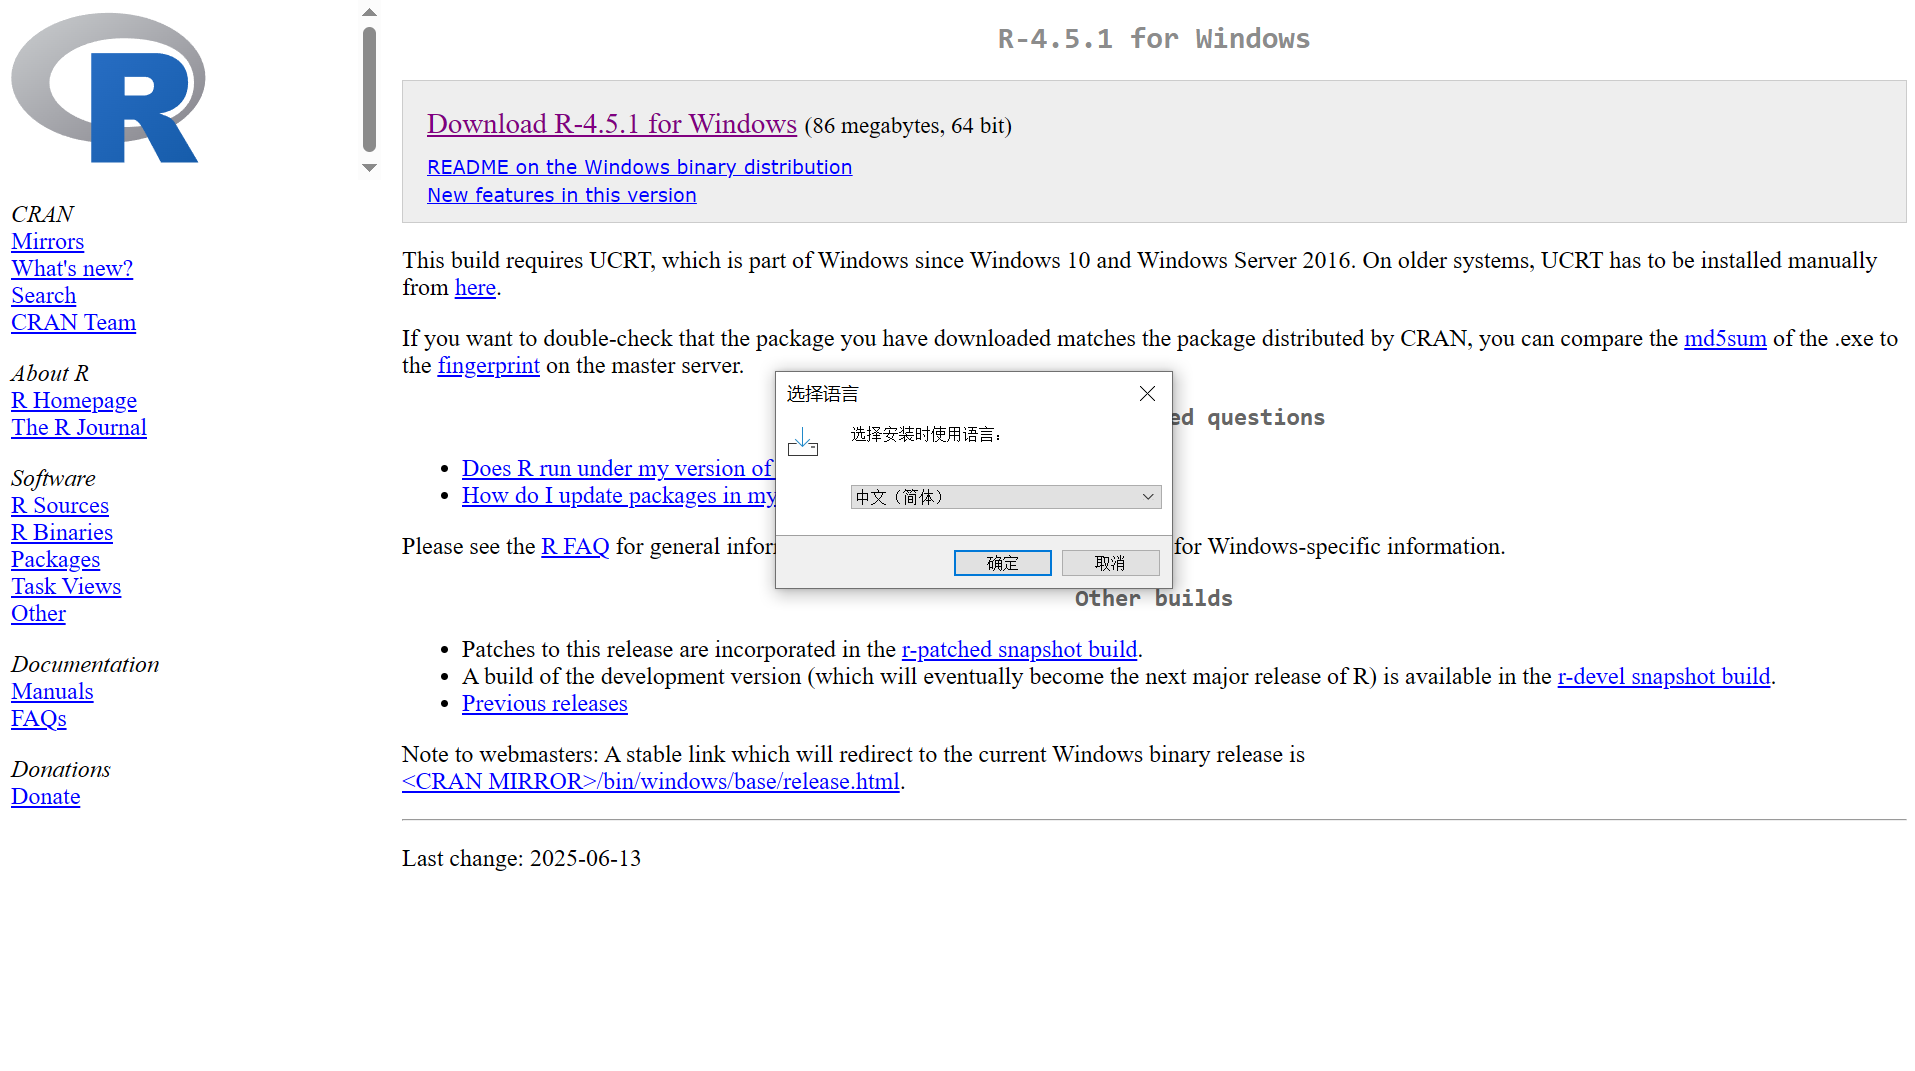 R
CRAN
Mirrors
What's new?
Search
CRAN Team
About R
R Homepage
The R Journal
Software
R Sources
R Binaries
Packages
Task Views
Other
Documentation
Manuals
FAQs
Donations
Donate
R-4.5.1 for Windows
Download R-4.5.1 for Windows (86 megabytes, 64 bit)
README on the Windows binary distribution
New features in this version
This build requires UCRT, which is part of Windows since Windows 10 and Windows Server 2016. On older systems, UCRT has to be installed manually
from here.
If you want to double-check that the package you have downloaded matches the package distributed by CRAN, you can compare the md5sum of the .exe to
the fingerprint on the master server.
ed questions
Does R run under my version of
How do I update packages in my
Please see the R FAQ for general infor
for Windows-specific information.
选择语言
选择安装时使用语言：
中文（简体）
确定
取消
Other builds
Patches to this release are incorporated in the r-patched snapshot build.
A build of the development version (which will eventually become the next major release of R) is available in the r-devel snapshot build.
Previous releases
Note to webmasters: A stable link which will redirect to the current Windows binary release is
<CRAN MIRROR>/bin/windows/base/release.html.
Last change: 2025-06-13